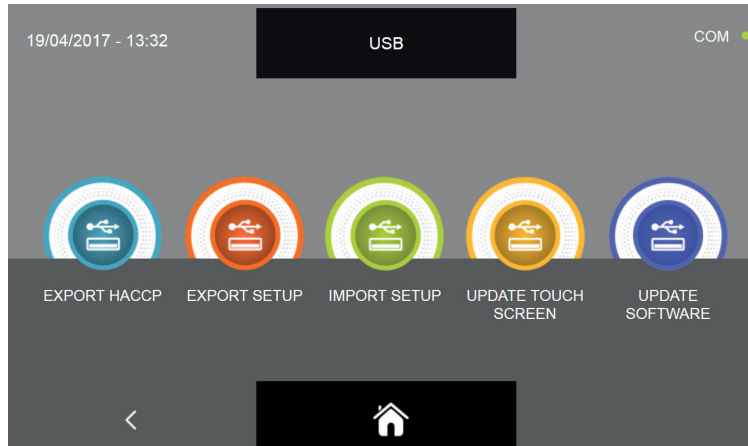 19/04/2017 - 13:32
USB
COM
EXPORT HACCP
EXPORT SETUP
IMPORT SETUP
UPDATE TOUCH
SCREEN
UPDATE
SOFTWARE